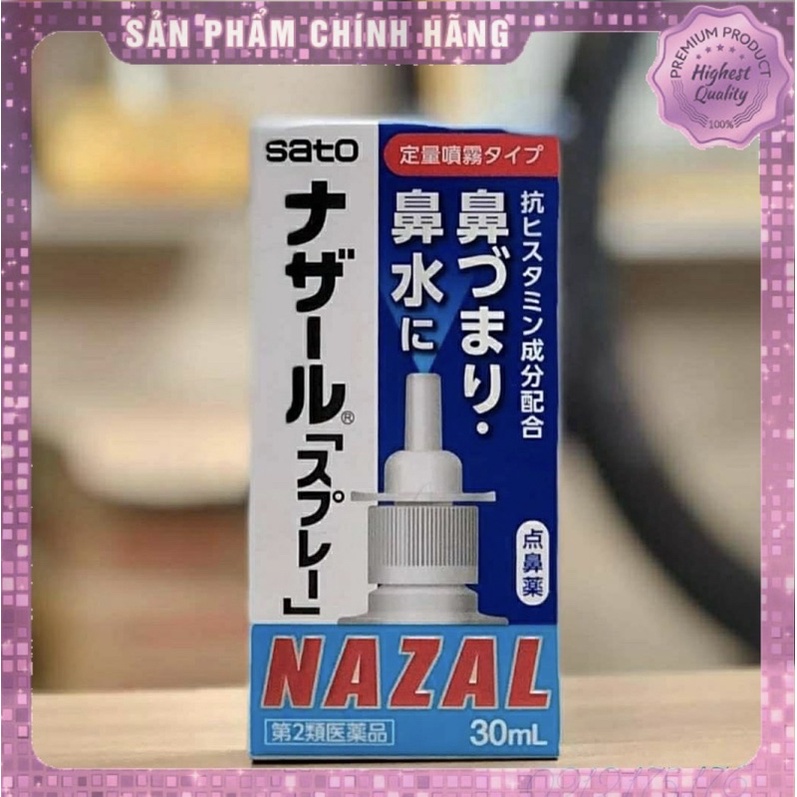 SẢN PHẨM CHÍNH HÃNG
PREMIUM PRODUCT
Highest
Quality
100%
sato
定量噴霧タイプ
抗ヒスタミン成分配合
鼻づまり・
鼻水に
ナザール®「スプレー」
点鼻薬
NAZAL
第2類医薬品
30mL